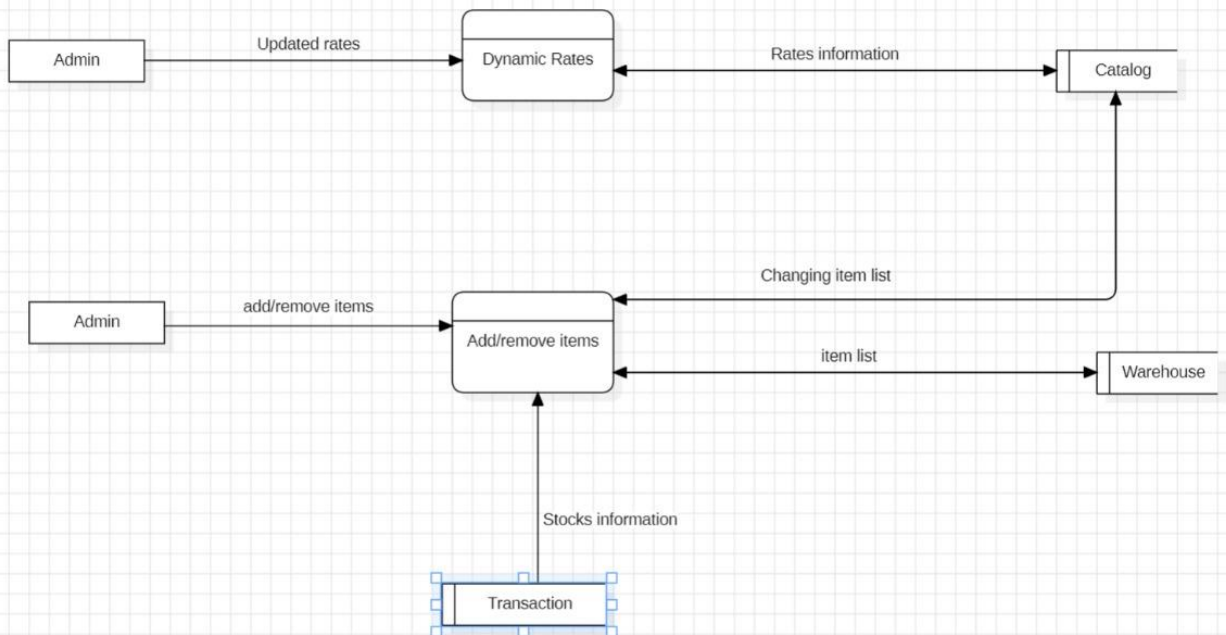 Updated rates
Admin
Dynamic Rates
Rates information
Catalog
Changing item list
add/remove items
Admin
Add/remove items
item list
Warehouse
Stocks information
Transaction